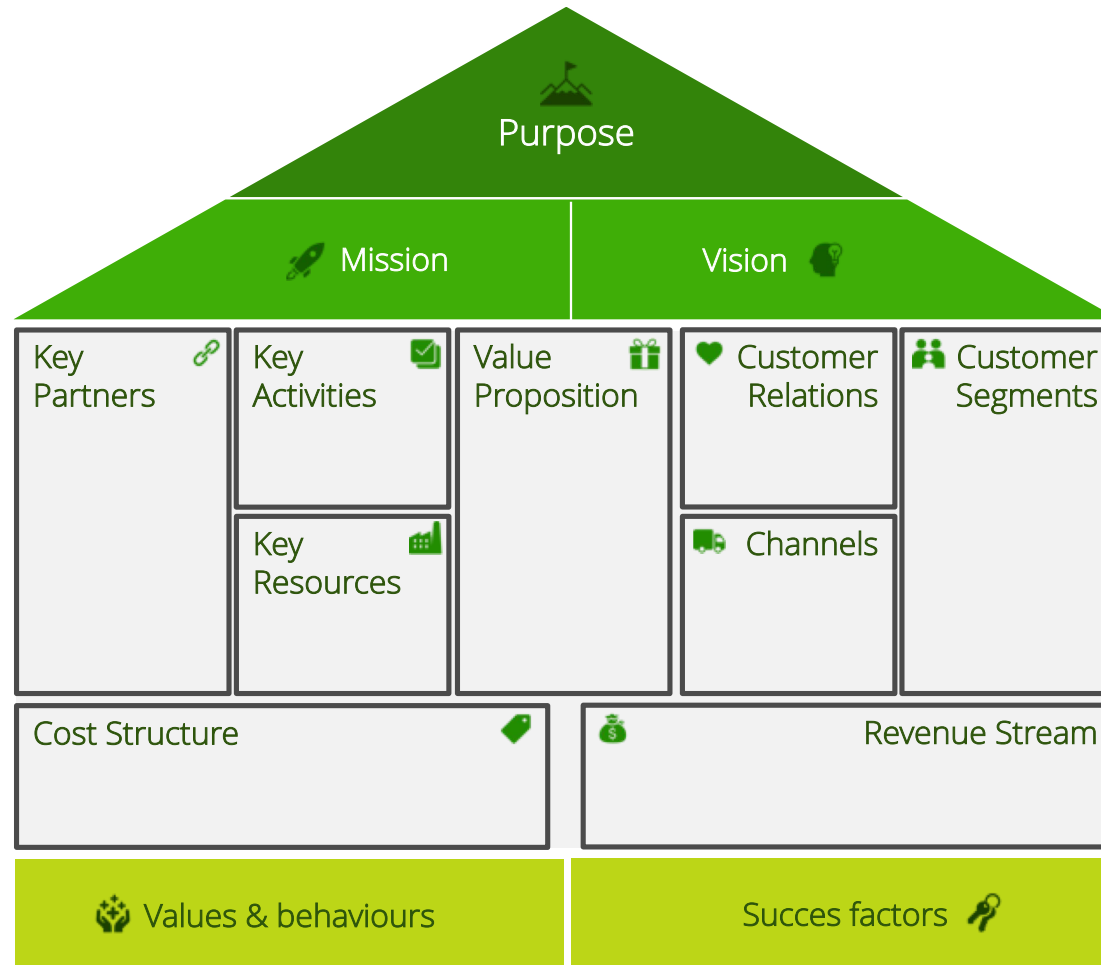 Purpose
Mission
Vision
Key
Partners
Key
Activities
Key
Resources
Value
Proposition
Customer
Relations
Channels
Customer
Segments
Cost Structure
$
Revenue Stream
Values & behaviours
Succes factors